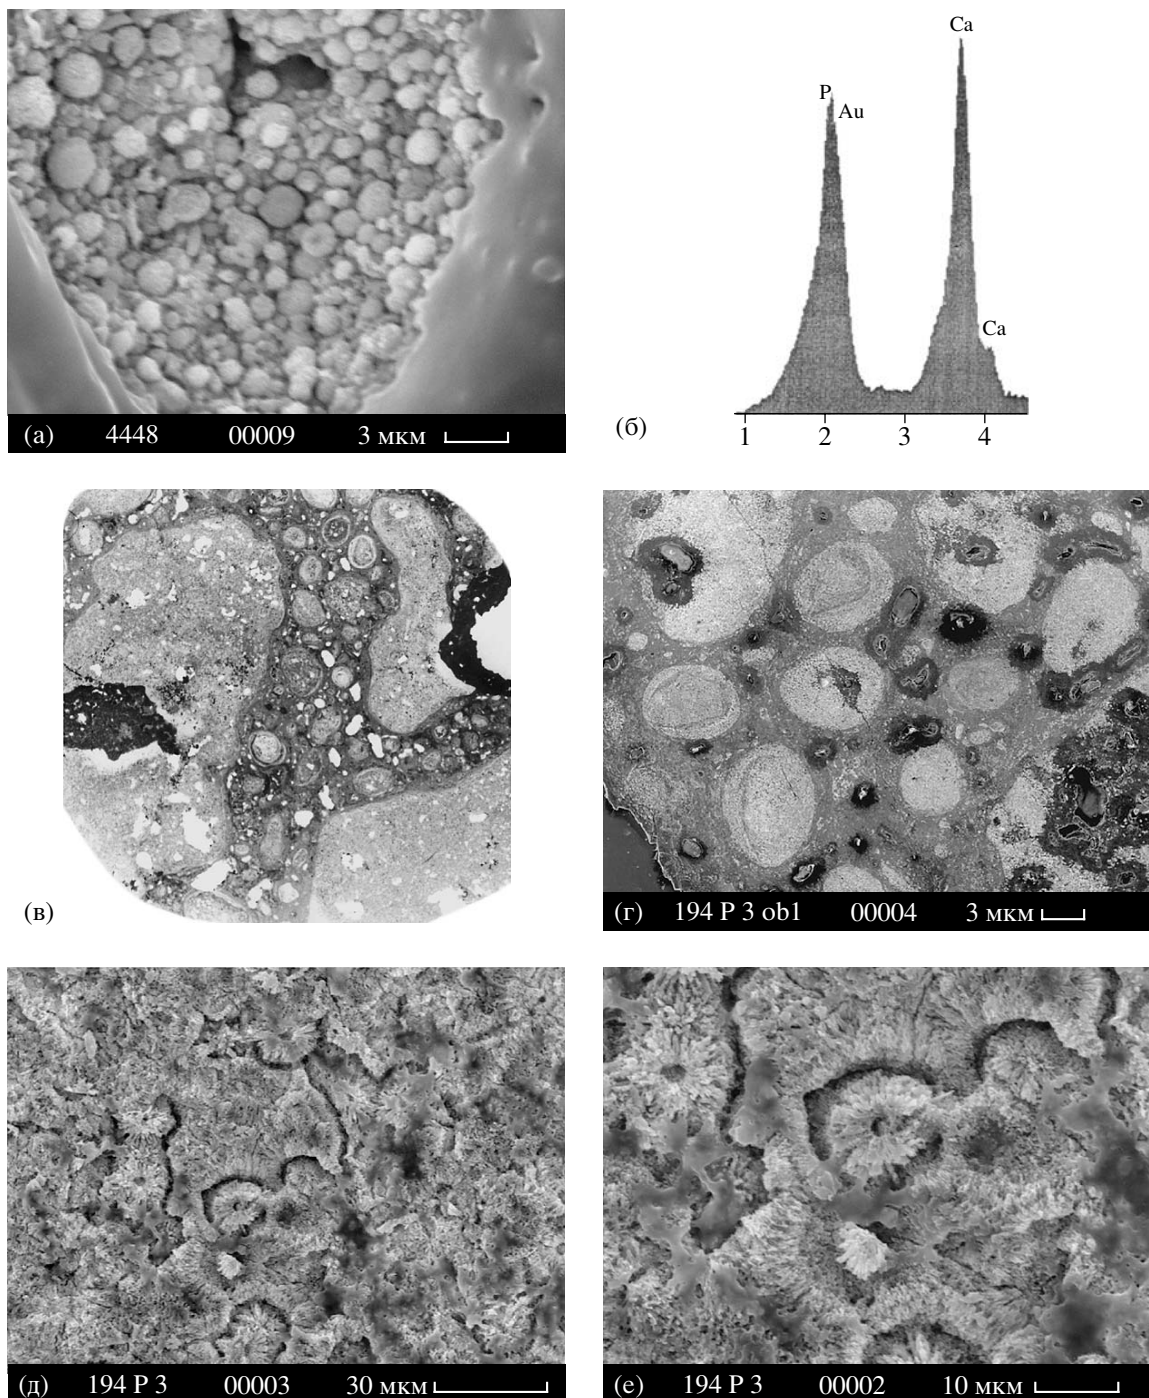 Ca
P
Au
Ca
1 2 3 4
(а) 4448 00009 3 мкм
(б)
(в)
(г) 194 P 3 ob1 00004 3 мкм
(д) 194 P 3 00003 30 мкм
(е) 194 P 3 00002 10 мкм